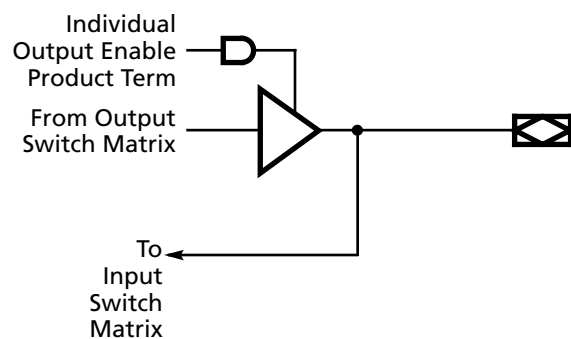 Individual
Output Enable
Product Term
From Output
Switch Matrix
To
Input
Switch
Matrix